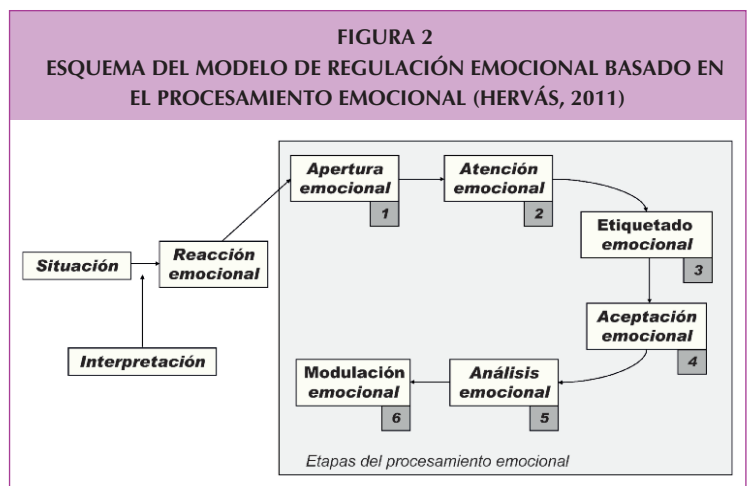 FIGURA 2
ESQUEMA DEL MODELO DE REGULACIÓN EMOCIONAL BASADO EN
EL PROCESAMIENTO EMOCIONAL (HERVÁS, 2011)
Situación
Interpretación
Reacción
emocional
Apertura
emocional
1
Atención
emocional
2
Etiquetado
emocional
3
Aceptación
emocional
4
Análisis
emocional
5
Modulación
emocional
6
Etapas del procesamiento emocional